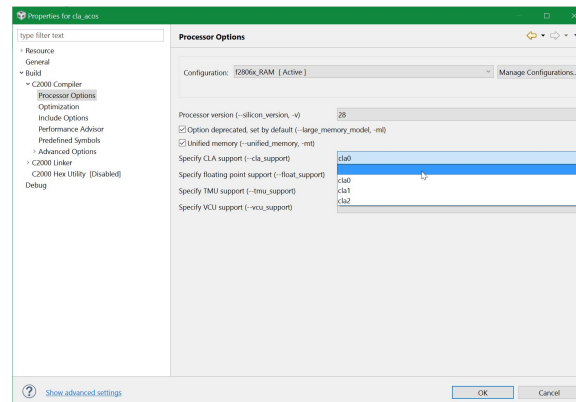 Properties for cla_acos
type filter text
Processor Options
Resource
General
Build
C2000 Compiler
Processor Options
Optimization
Include Options
Performance Advisor
Predefined Symbols
Advanced Options
C2000 Linker
C2000 Hex Utility [Disabled]
Debug
Configuration: !2806x_RAM [ Active ]
Manage Configurations..
Processor version (--silicon_version, -v) 28
Option deprecated, set by default (--large_memory_model, -ml)
Unified memory (--unified_memory, -mt)
Specify CLA support (--cla_support) cla0
Specify floating point support (--float_support)
cla0
Specify TMU support (--tmu_support)
cla1
cla2
Specify VCU support (--vcu_support)
Show advanced settings
OK
Cancel